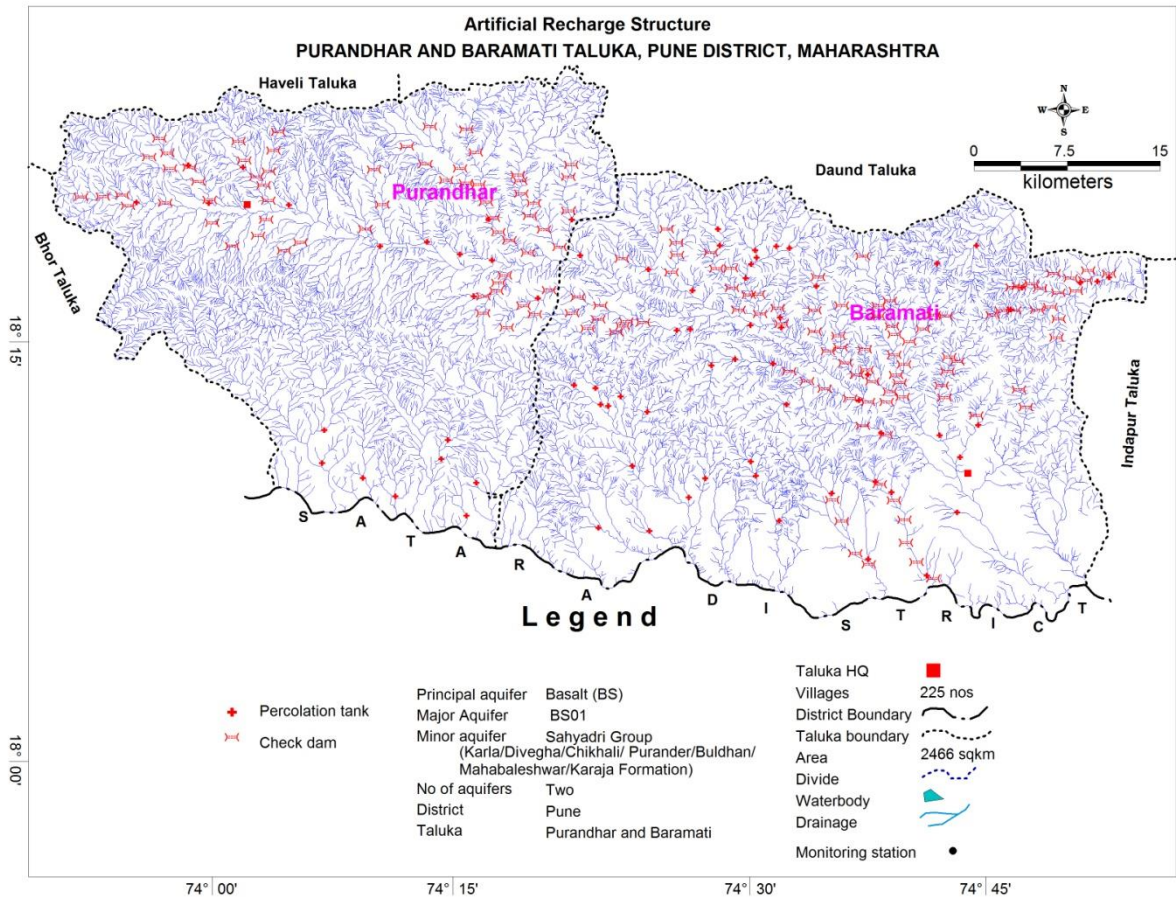 Artificial Recharge Structure
PURANDHAR AND BARAMATI TALUKA, PUNE DISTRICT, MAHARASHTRA
Haveli Taluka
N
W E
S
Daund Taluka
0 7.5 15
kilometers
Purandhar
Bhor Taluka
Baramati
18° 15'
Indapur Taluka
S A T A R A D I S T R I C T
Legend
Percolation tank
Check dam
Principal aquifer Basalt (BS)
Major Aquifer BS01
Minor aquifer Sahyadri Group
(Karla/Divegha/Chikhali/ Purander/Buldhan/
Mahabaleshwar/Karaja Formation)
No of aquifers Two
District Pune
Taluka Purandhar and Baramati
Taluka HQ
Villages 225 nos
District Boundary
Taluka boundary
Area 2466 sqkm
Divide
Waterbody
Drainage
Monitoring station
18° 00'
74° 00' 74° 15' 74° 30' 74° 45'